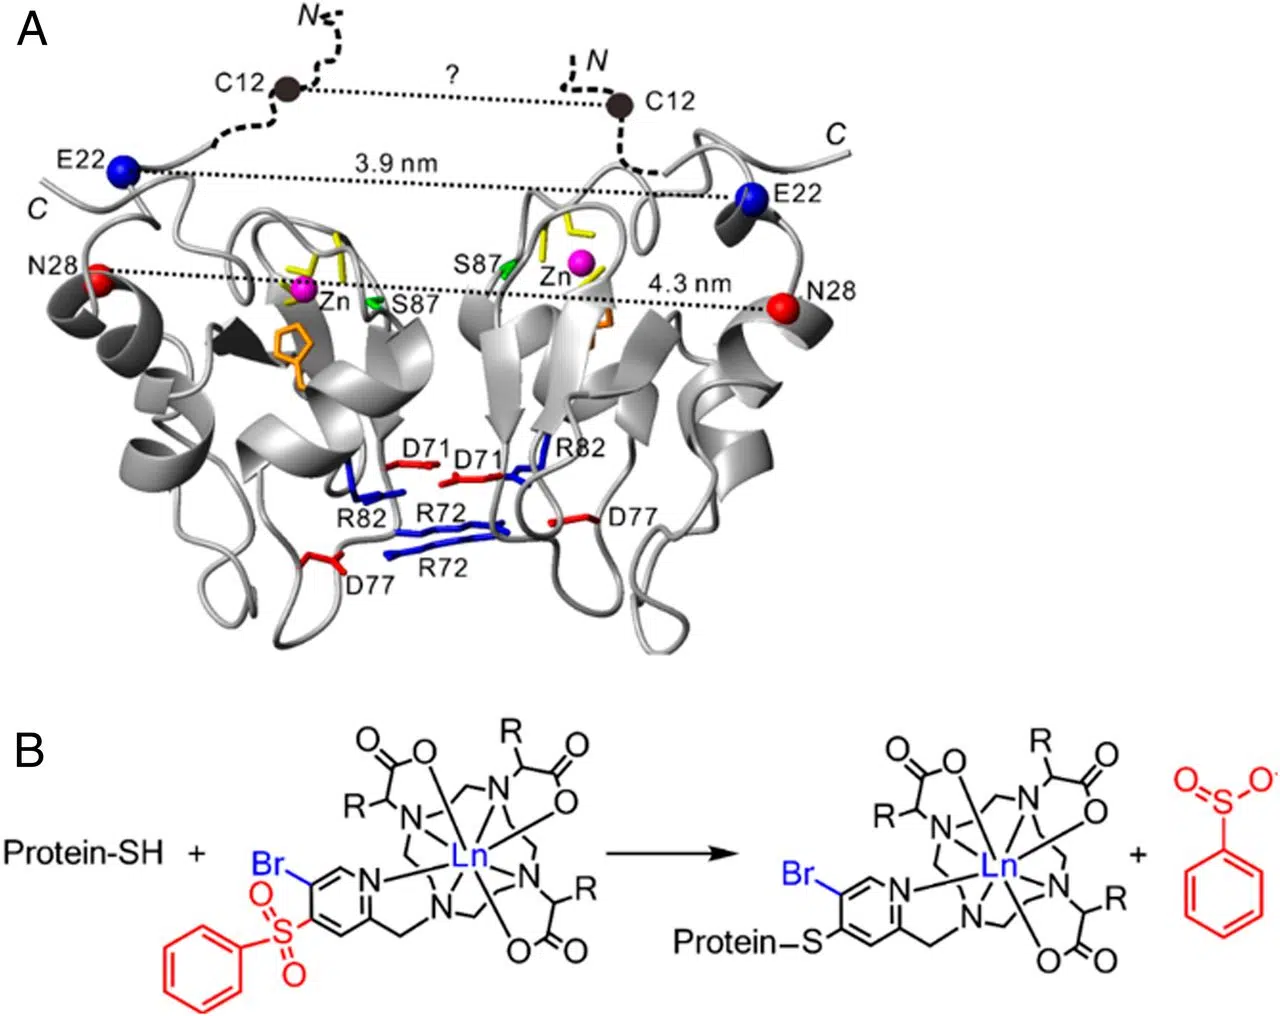 A
N
N
C12
?
C12
C
E22
3.9 nm
E22
C
N28
S87
Zn
4.3 nm
N28
Zn
S87
D71
D71
R82
R82
R72
D77
R72
D77
B
O
O
R
O
R
N
N
O
Protein-SH
+
Br
Ln
N
O
N
R
N
S
O
O
O
O
O
R
O
R
N
N
O
Br
Ln
N
+
N
R
Protein–S
N
O
O
O
O-
S